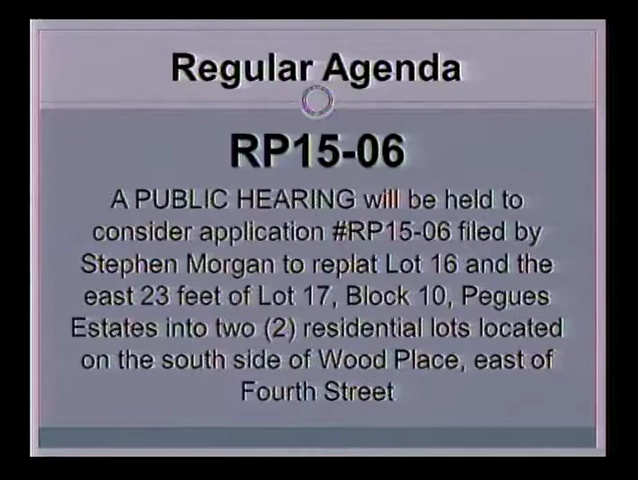 Regular Agenda
RP15-06
A PUBLIC HEARING will be held to
consider application #RP15-06 filed by
Stephen Morgan to replat Lot 16 and the
east 23 feet of Lot 17, Block 10, Pegues
Estates into two (2) residential lots located
on the south side of Wood Place, east of
Fourth Street